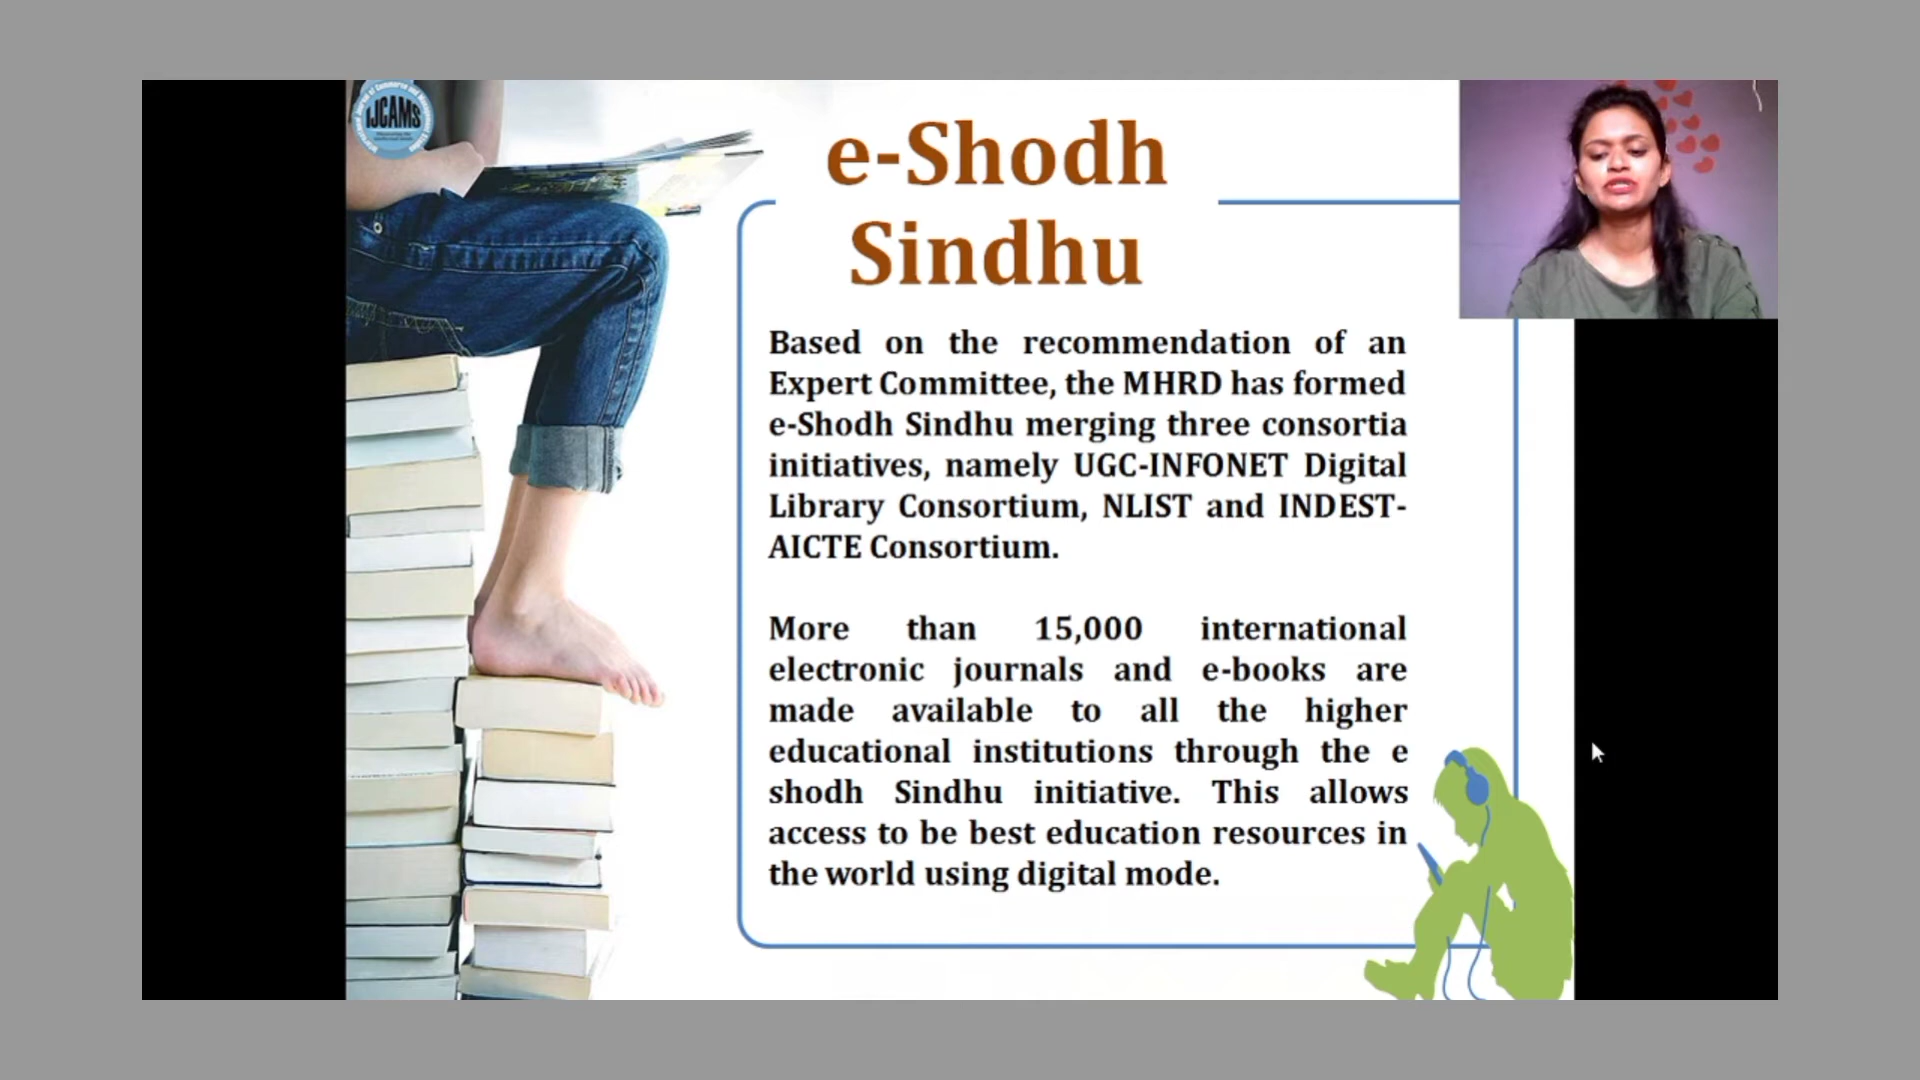 IJCAMS
e-Shodh
Sindhu
Based on the recommendation of an
Expert Committee, the MHRD has formed
e-Shodh Sindhu merging three consortia
initiatives, namely UGC-INFONET Digital
Library Consortium, NLIST and INDEST-
AICTE Consortium.
More than 15,000 international
electronic journals and e-books are
made available to all the higher
educational institutions through the e
shodh Sindhu initiative. This allows
access to be best education resources in
the world using digital mode.